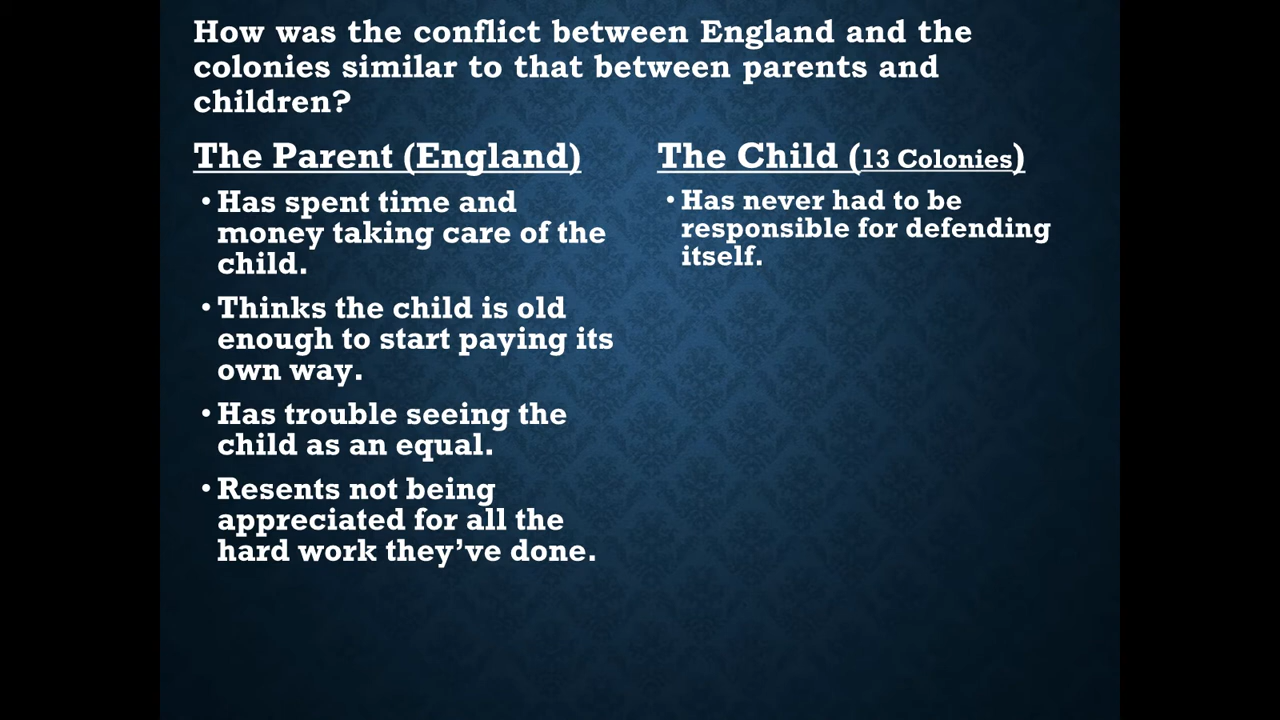 How was the conflict between England and the
colonies similar to that between parents and
children?
The Parent (England)
• Has spent time and
money taking care of the
child.
• Thinks the child is old
enough to start paying its
own way.
• Has trouble seeing the
child as an equal.
• Resents not being
appreciated for all the
hard work they’ve done.
The Child (13 Colonies)
• Has never had to be
responsible for defending
itself.